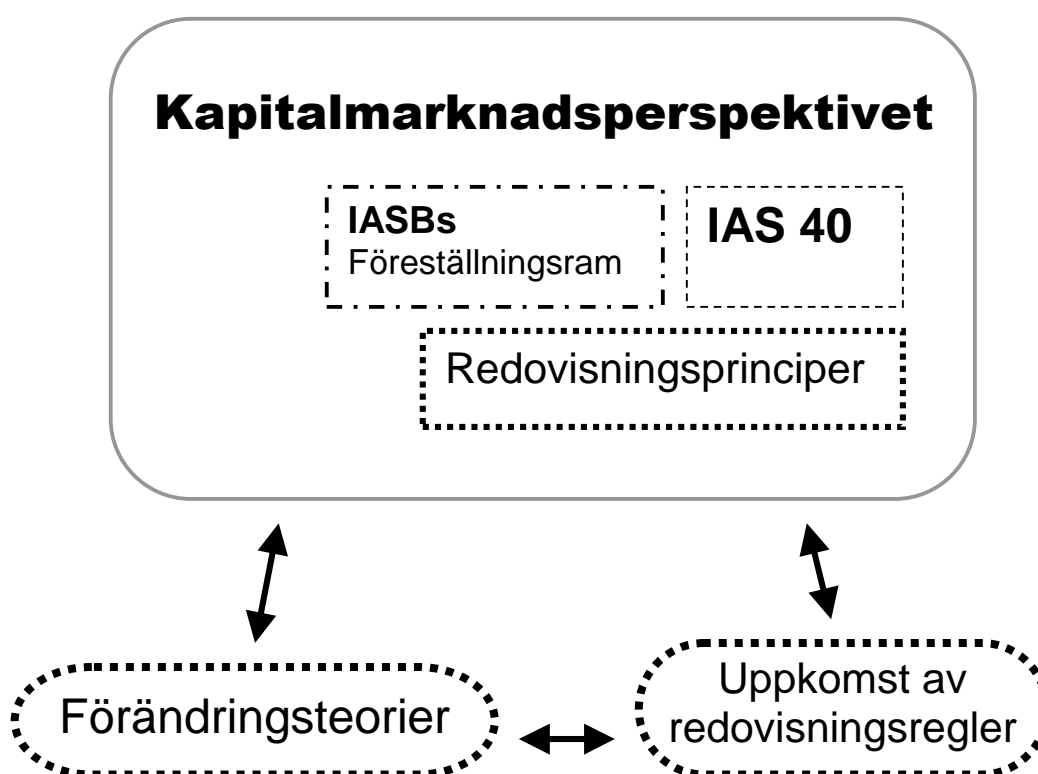 Kapitalmarknadsperspektivet
IASBs
Föreställningsram
IAS 40
Redovisningsprinciper
Förändringsteorier
Uppkomst av
redovisningsregler